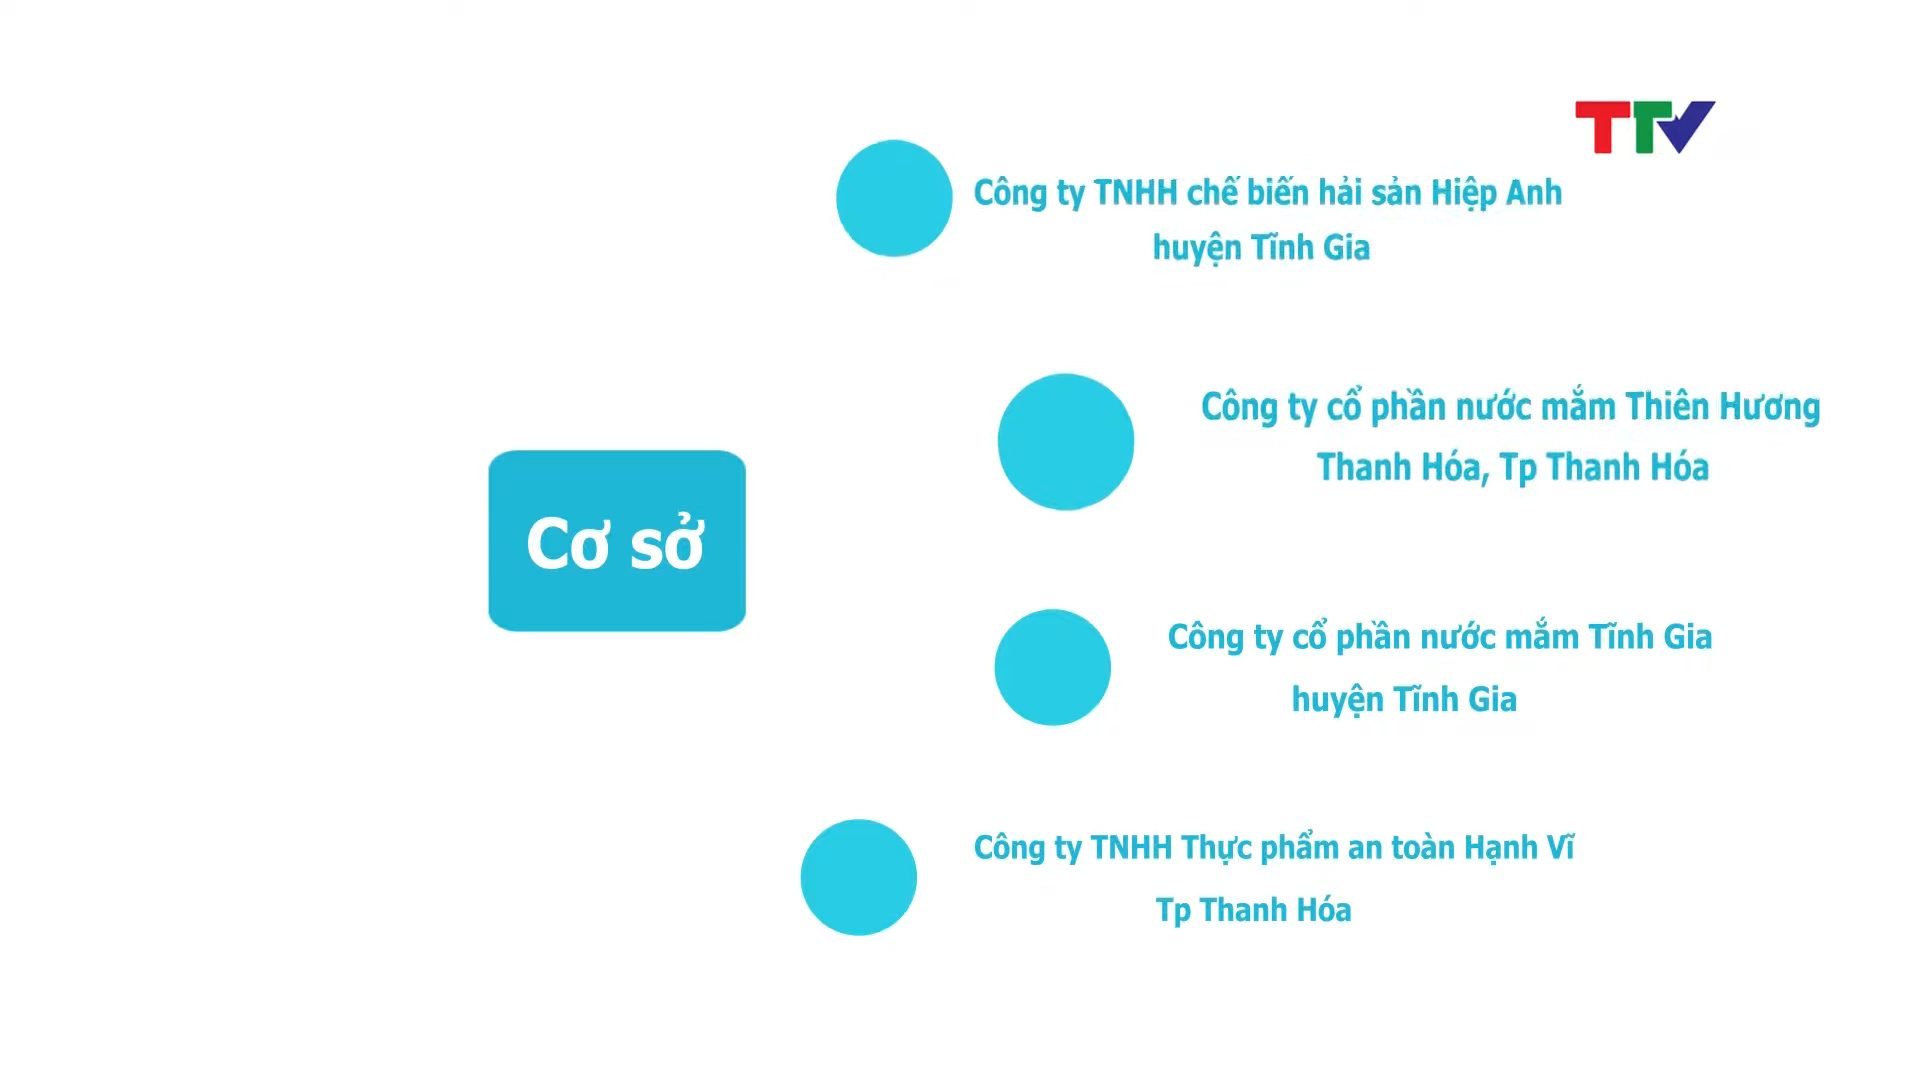 TTV
Công ty TNHH chế biến hải sản Hiệp Anh
huyện Tĩnh Gia
Công ty cổ phần nước mắm Thiên Hương
Thanh Hóa, Tp Thanh Hóa
Cơ sở
Công ty cổ phần nước mắm Tĩnh Gia
huyện Tĩnh Gia
Công ty TNHH Thực phẩm an toàn Hạnh Vĩ
Tp Thanh Hóa